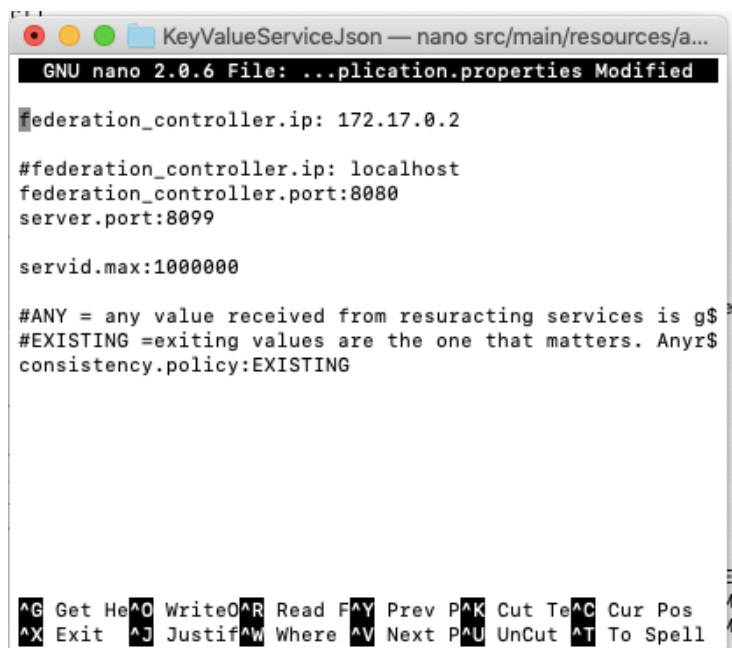 KeyValueServiceJson — nano src/main/resources/a...
GNU nano 2.0.6 File: ...plication.properties Modified
federation_controller.ip: 172.17.0.2
#federation_controller.ip: localhost
federation_controller.port:8080
server.port:8099
servid.max:1000000
#ANY = any value received from resuracting services is g$
#EXISTING =exiting values are the one that matters. Anyr$
consistency.policy:EXISTING
^G Get He^O WriteO^R Read F^Y Prev P^K Cut Te^C Cur Pos
^X Exit ^J Justif^W Where ^V Next P^U UnCut ^T To Spell